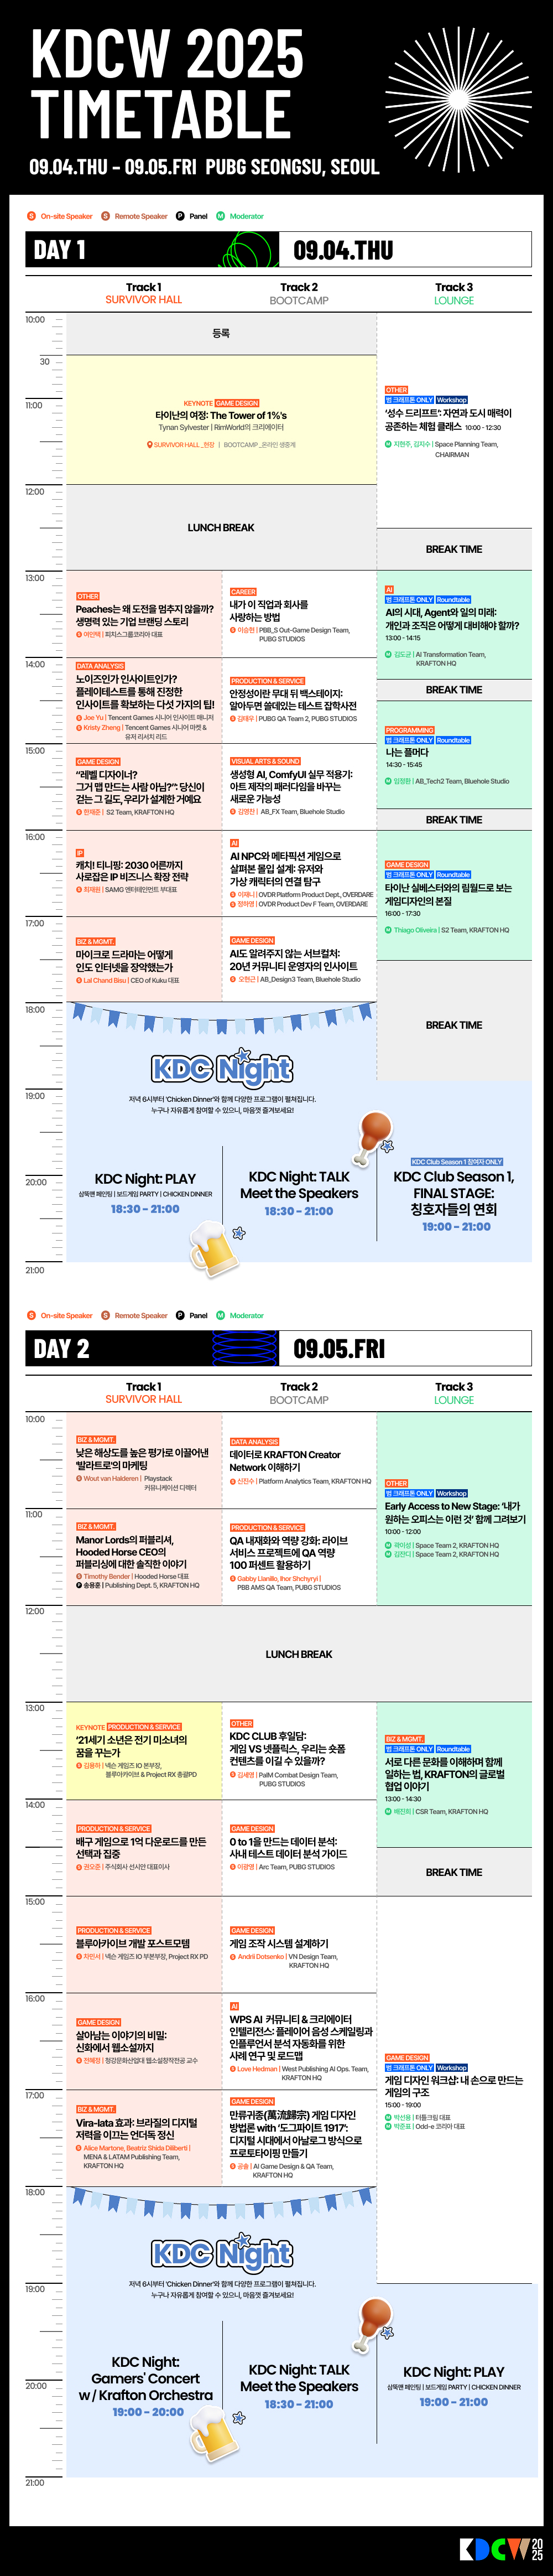 KDCW 2025
TIMETABLE
09.04.THU - 09.05.FRI PUBG SEONGSU, SEOUL
S On-site Speaker S Remote Speaker P Panel M Moderator
DAY 1
09.04.THU
Track 1
SURVIVOR HALL
Track 2
BOOTCAMP
Track 3
LOUNGE
10:00
등록
30
11:00
KEYNOTE GAME DESIGN
타이난의 여정: The Tower of 1%'s
Tynan Sylvester | RimWorld의 크리에이터
SURVIVOR HALL _현장 | BOOTCAMP _온라인 생중계
OTHER
범 크래프톤 ONLY Workshop
‘성수 드리프트’: 자연과 도시 매력이
공존하는 체험 클래스 10:00 - 12:30
M 지현주, 김지수 | Space Planning Team,
CHAIRMAN
12:00
LUNCH BREAK
BREAK TIME
13:00
OTHER
Peaches는 왜 도전을 멈추지 않을까?
생명력 있는 기업 브랜딩 스토리
S 여인택 | 피치스그룹코리아 대표
CAREER
내가 이 직업과 회사를
사랑하는 방법
S 이승현 | PBB_S Out-Game Design Team,
PUBG STUDIOS
AI
범 크래프톤 ONLY Roundtable
AI의 시대, Agent와 일의 미래:
개인과 조직은 어떻게 대비해야 할까?
13:00 - 14:15
M 김도균 | AI Transformation Team,
KRAFTON HQ
14:00
DATA ANALYSIS
노이즈인가 인사이트인가?
플레이테스트를 통해 진정한
인사이트를 확보하는 다섯 가지의 팁!
S Joe Yu | Tencent Games 시니어 인사이트 매니저
S Kristy Zheng | Tencent Games 시니어 마켓 &
유저 리서치 리드
PRODUCTION & SERVICE
안정성이란 무대 뒤 백스테이지:
알아두면 쓸데있는 테스트 잡학사전
S 김태우 | PUBG QA Team 2, PUBG STUDIOS
BREAK TIME
PROGRAMMING
범 크래프톤 ONLY Roundtable
나는 플머다
14:30 - 15:45
M 임정환 | AB_Tech2 Team, Bluehole Studio
15:00
GAME DESIGN
“레벨 디자이너?
그거 맵 만드는 사람 아님?”: 당신이
걷는 그 길도, 우리가 설계한 거예요
S 한재준 | S2 Team, KRAFTON HQ
VISUAL ARTS & SOUND
생성형 AI, ComfyUI 실무 적용기:
아트 제작의 패러다임을 바꾸는
새로운 가능성
S 김영찬 | AB_FX Team, Bluehole Studio
BREAK TIME
16:00
IP
캐치! 티니핑: 2030 어른까지
사로잡은 IP 비즈니스 확장 전략
S 최재원 | SAMG 엔터테인먼트 부대표
AI
AI NPC와 메타픽션 게임으로
살펴본 몰입 설계: 유저와
가상 캐릭터의 연결 탐구
S 이재니 | OVDR Platform Product Dept., OVERDARE
S 정하영 | OVDR Product Dev F Team, OVERDARE
GAME DESIGN
범 크래프톤 ONLY Roundtable
타이난 실베스터와의 림월드로 보는
게임디자인의 본질
16:00 - 17:30
M Thiago Oliveira | S2 Team, KRAFTON HQ
17:00
BIZ & MGMT.
마이크로 드라마는 어떻게
인도 인터넷을 장악했는가
S Lal Chand Bisu | CEO of Kuku 대표
GAME DESIGN
AI도 알려주지 않는 서브컬처:
20년 커뮤니티 운영자의 인사이트
S 오현근 | AB_Design3 Team, Bluehole Studio
BREAK TIME
18:00
KDC Night
저녁 6시부터 'Chicken Dinner'와 함께 다양한 프로그램이 펼쳐집니다.
누구나 자유롭게 참여할 수 있으니, 마음껏 즐겨보세요!
19:00
20:00
KDC Night: PLAY
삼뚝맨 페인팅 | 보드게임 PARTY | CHICKEN DINNER
18:30 - 21:00
KDC Night: TALK
Meet the Speakers
18:30 - 21:00
KDC Club Season 1 참여자 ONLY
KDC Club Season 1,
FINAL STAGE:
칭호자들의 연회
19:00 - 21:00
21:00
S On-site Speaker S Remote Speaker P Panel M Moderator
DAY 2
09.05.FRI
Track 1
SURVIVOR HALL
Track 2
BOOTCAMP
Track 3
LOUNGE
10:00
BIZ & MGMT.
낮은 해상도를 높은 평가로 이끌어낸
'발라트로'의 마케팅
S Wout van Halderen | Playstack
커뮤니케이션 디렉터
DATA ANALYSIS
데이터로 KRAFTON Creator
Network 이해하기
S 신진수 | Platform Analytics Team, KRAFTON HQ
OTHER
범 크래프톤 ONLY Workshop
Early Access to New Stage: ‘내가
원하는 오피스는 이런 것’ 함께 그려보기
10:00 - 12:00
M 곽이성 | Space Team 2, KRAFTON HQ
M 김잔디 | Space Team 2, KRAFTON HQ
11:00
BIZ & MGMT.
Manor Lords의 퍼블리셔,
Hooded Horse CEO의
퍼블리싱에 대한 솔직한 이야기
S Timothy Bender | Hooded Horse 대표
P 송용훈 | Publishing Dept. 5, KRAFTON HQ
PRODUCTION & SERVICE
QA 내재화와 역량 강화: 라이브
서비스 프로젝트에 QA 역량
100 퍼센트 활용하기
S Gabby Llanillo, Ihor Shchyryi |
PBB AMS QA Team, PUBG STUDIOS
12:00
LUNCH BREAK
13:00
KEYNOTE PRODUCTION & SERVICE
‘21세기 소년은 전기 미소녀의
꿈을 꾸는가
S 김용하 | 넥슨 게임즈 IO 본부장,
블루아카이브 & Project RX 총괄PD
OTHER
KDC CLUB 후일담:
게임 VS 넷플릭스, 우리는 숏폼
컨텐츠를 이길 수 있을까?
S 김세영 | PaiM Combat Design Team,
PUBG STUDIOS
BIZ & MGMT.
범 크래프톤 ONLY Roundtable
서로 다른 문화를 이해하며 함께
일하는 법, KRAFTON의 글로벌
협업 이야기
13:00 - 14:30
M 배진희 | CSR Team, KRAFTON HQ
14:00
PRODUCTION & SERVICE
배구 게임으로 1억 다운로드를 만든
선택과 집중
S 권오준 | 주식회사 선시안 대표이사
GAME DESIGN
0 to 1을 만드는 데이터 분석:
사내 테스트 데이터 분석 가이드
S 이광영 | Arc Team, PUBG STUDIOS
BREAK TIME
15:00
PRODUCTION & SERVICE
블루아카이브 개발 포스트모템
S 차민서 | 넥슨 게임즈 IO 부본부장, Project RX PD
GAME DESIGN
게임 조작 시스템 설계하기
S Andrii Dotsenko | VN Design Team,
KRAFTON HQ
16:00
GAME DESIGN
살아남는 이야기의 비밀:
신화에서 웹소설까지
S 전혜정 | 청강문화산업대 웹소설창작전공 교수
AI
WPS AI 커뮤니티 & 크리에이터
인텔리전스: 플레이어 음성 스케일링과
인플루언서 분석 자동화를 위한
사례 연구 및 로드맵
S Love Hedman | West Publishing AI Ops. Team,
KRAFTON HQ
GAME DESIGN
범 크래프톤 ONLY Workshop
게임 디자인 워크샵: 내 손으로 만드는
게임의 구조
15:00 - 19:00
M 박선용 | 터틀크림 대표
M 박준표 | Odd-e 코리아 대표
17:00
BIZ & MGMT.
Vira-lata 효과: 브라질의 디지털
저력을 이끄는 언더독 정신
S Alice Martone, Beatriz Shida Diliberti |
MENA & LATAM Publishing Team,
KRAFTON HQ
GAME DESIGN
만류귀종(萬流歸宗) 게임 디자인
방법론 with ‘도그파이트 1917’:
디지털 시대에서 아날로그 방식으로
프로토타이핑 만들기
S 공솔 | AI Game Design & QA Team,
KRAFTON HQ
18:00
KDC Night
저녁 6시부터 'Chicken Dinner'와 함께 다양한 프로그램이 펼쳐집니다.
누구나 자유롭게 참여할 수 있으니, 마음껏 즐겨보세요!
19:00
20:00
KDC Night:
Gamers' Concert
w / Krafton Orchestra
19:00 - 20:00
KDC Night: TALK
Meet the Speakers
18:30 - 21:00
KDC Night: PLAY
삼뚝맨 페인팅 | 보드게임 PARTY | CHICKEN DINNER
19:00 - 21:00
21:00
KDCW 2025